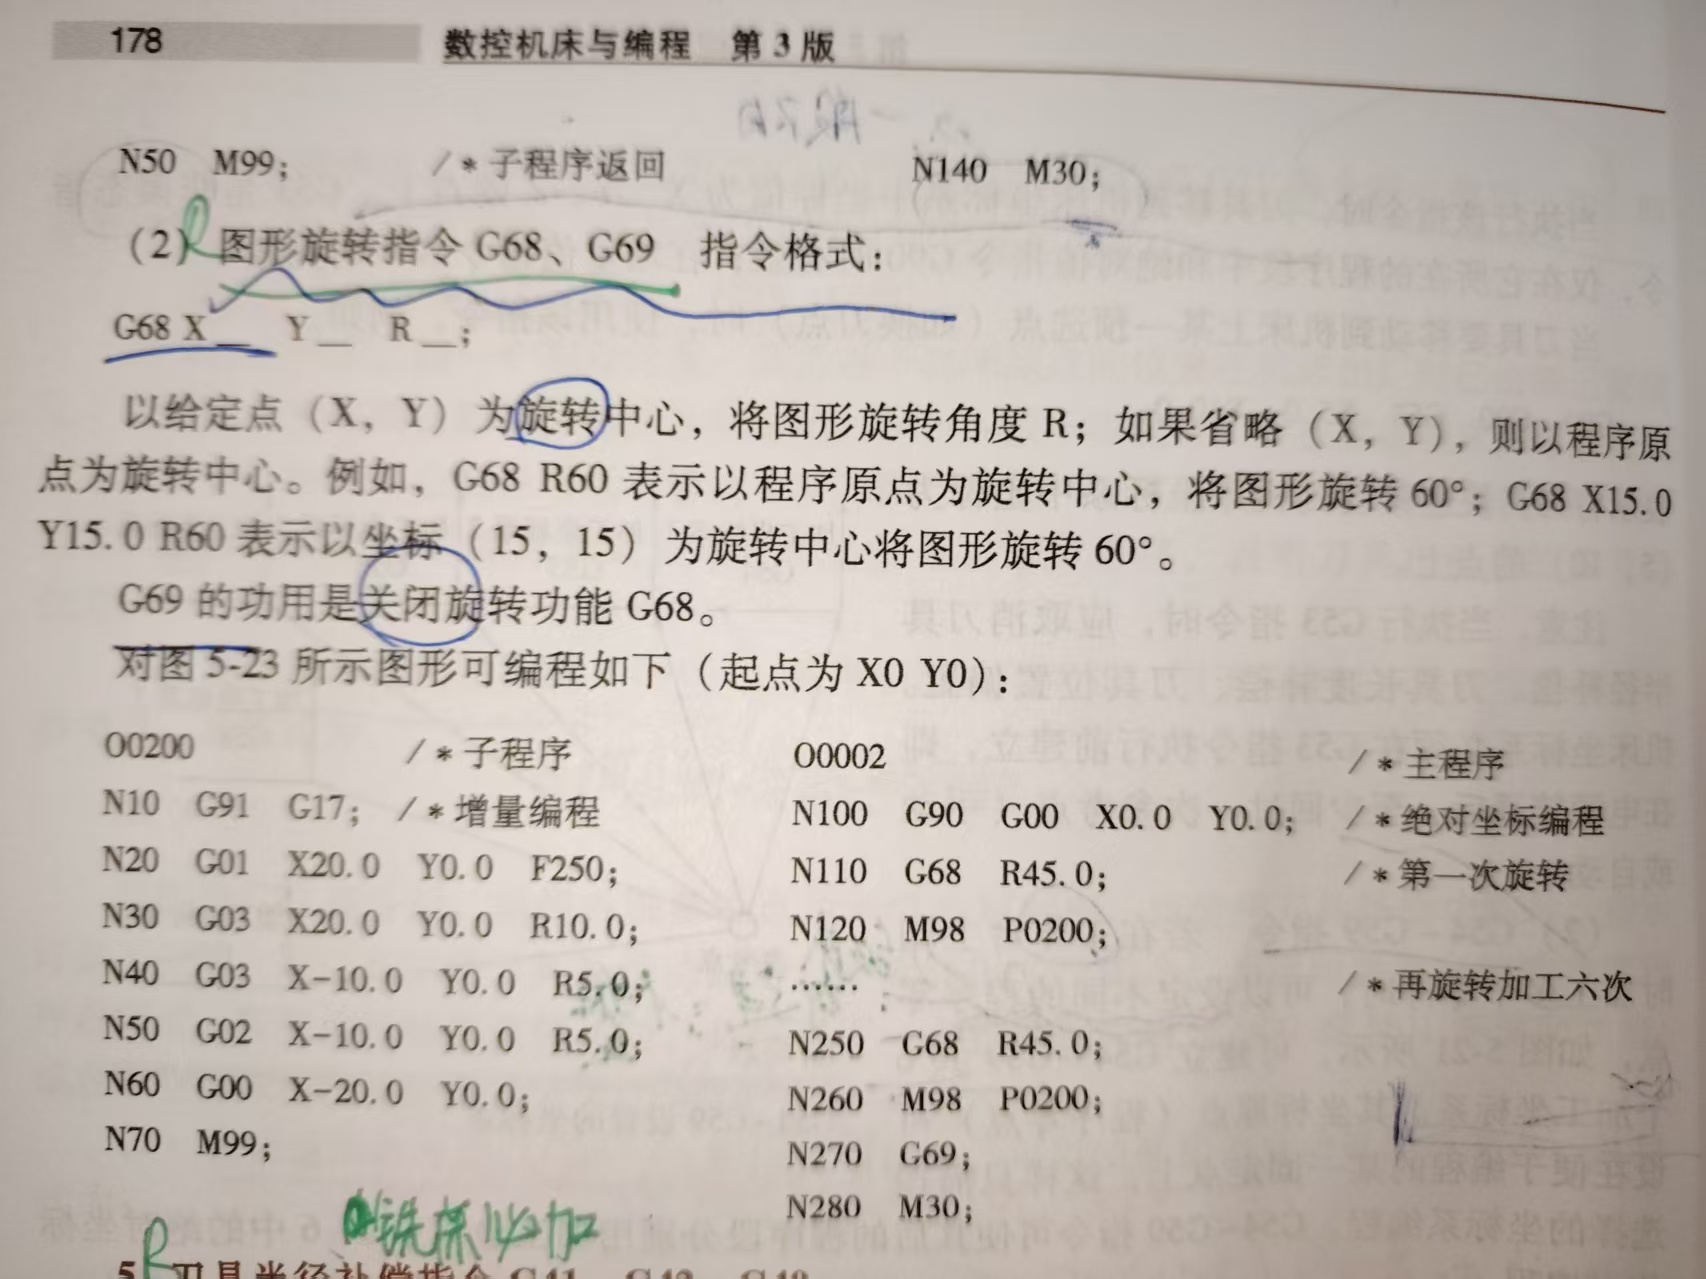 178 数控机床与编程 第3版
N50 M99; /*子程序返回 N140 M30;
(2) 图形旋转指令 G68、G69 指令格式:
G68 X__ Y__ R__;
以给定点(X,Y)为旋转中心,将图形旋转角度 R;如果省略(X,Y),则以程序原
点为旋转中心。例如,G68 R60 表示以程序原点为旋转中心,将图形旋转 60°;G68 X15.0
Y15.0 R60 表示以坐标(15,15)为旋转中心将图形旋转 60°。
G69 的功用是关闭旋转功能 G68。
对图 5-23 所示图形可编程如下(起点为 X0 Y0):
O0200 /*子程序
N10 G91 G17; /*增量编程
N20 G01 X20.0 Y0.0 F250;
N30 G03 X20.0 Y0.0 R10.0;
N40 G03 X-10.0 Y0.0 R5.0;
N50 G02 X-10.0 Y0.0 R5.0;
N60 G00 X-20.0 Y0.0;
N70 M99;
O0002 /*主程序
N100 G90 G00 X0.0 Y0.0; /*绝对坐标编程
N110 G68 R45.0; /*第一次旋转
N120 M98 P0200;
…… /*再旋转加工六次
N250 G68 R45.0;
N260 M98 P0200;
N270 G69;
N280 M30;
铣床必加
5 刀具半径补偿指令 G41、G42、G40